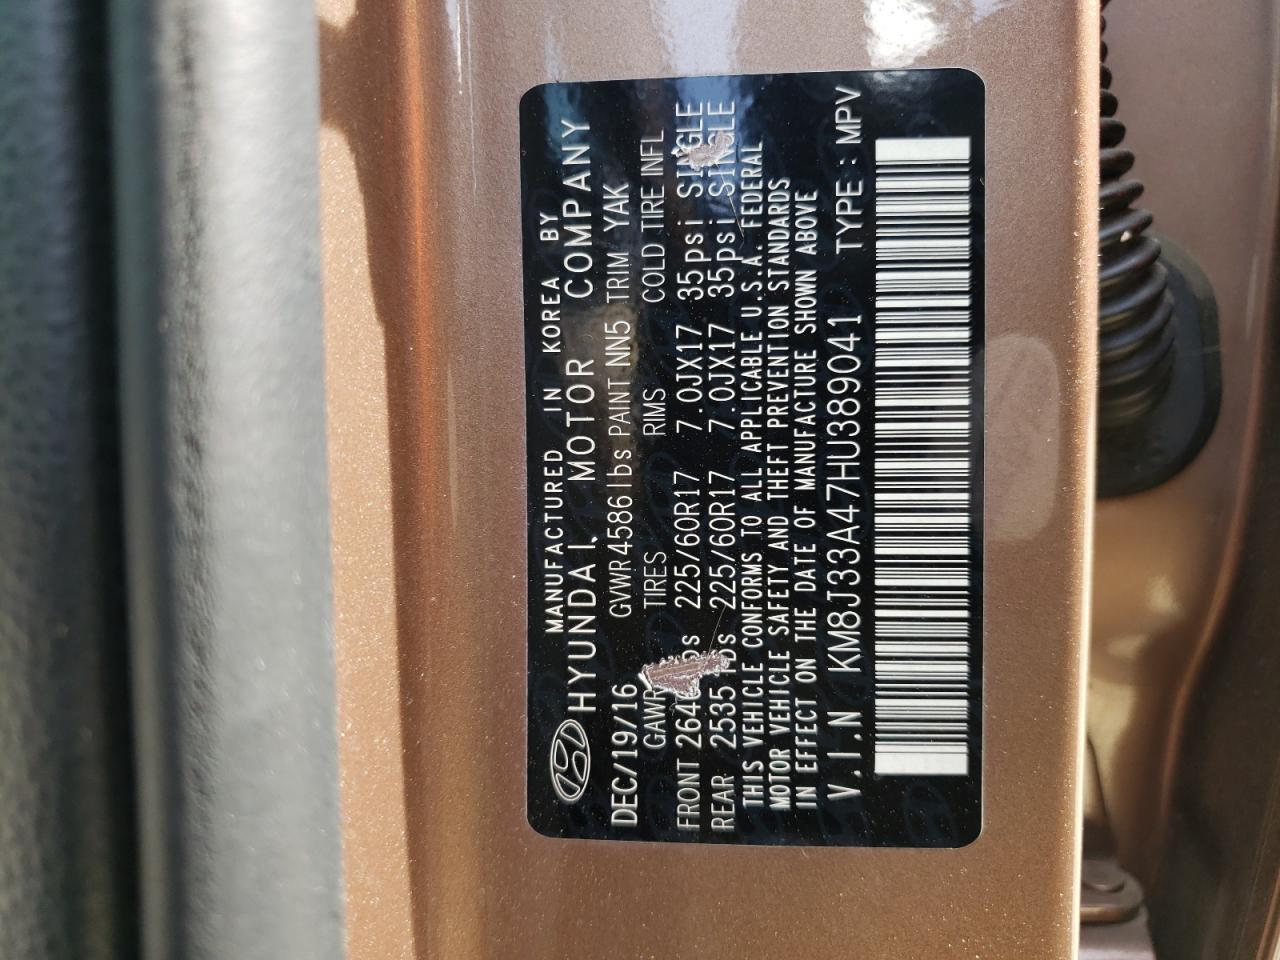 MANUFACTURED IN KOREA BY
HYUNDAI MOTOR COMPANY
DEC/19/16 GVWR 4586lbs PAINT NN5 TRIM YAK
TIRES RIMS COLD TIRE INFL
FRONT 225/60R17 7.0JX17 35psi SINGLE
REAR 2535 lbs 225/60R17 7.0JX17 35psi SINGLE
THIS VEHICLE CONFORMS TO ALL APPLICABLE U.S.A. FEDERAL
MOTOR VEHICLE SAFETY AND THEFT PREVENTION STANDARDS
IN EFFECT ON THE DATE OF MANUFACTURE SHOWN ABOVE
V.I.N KM8J33A47HU389041 TYPE : MPV